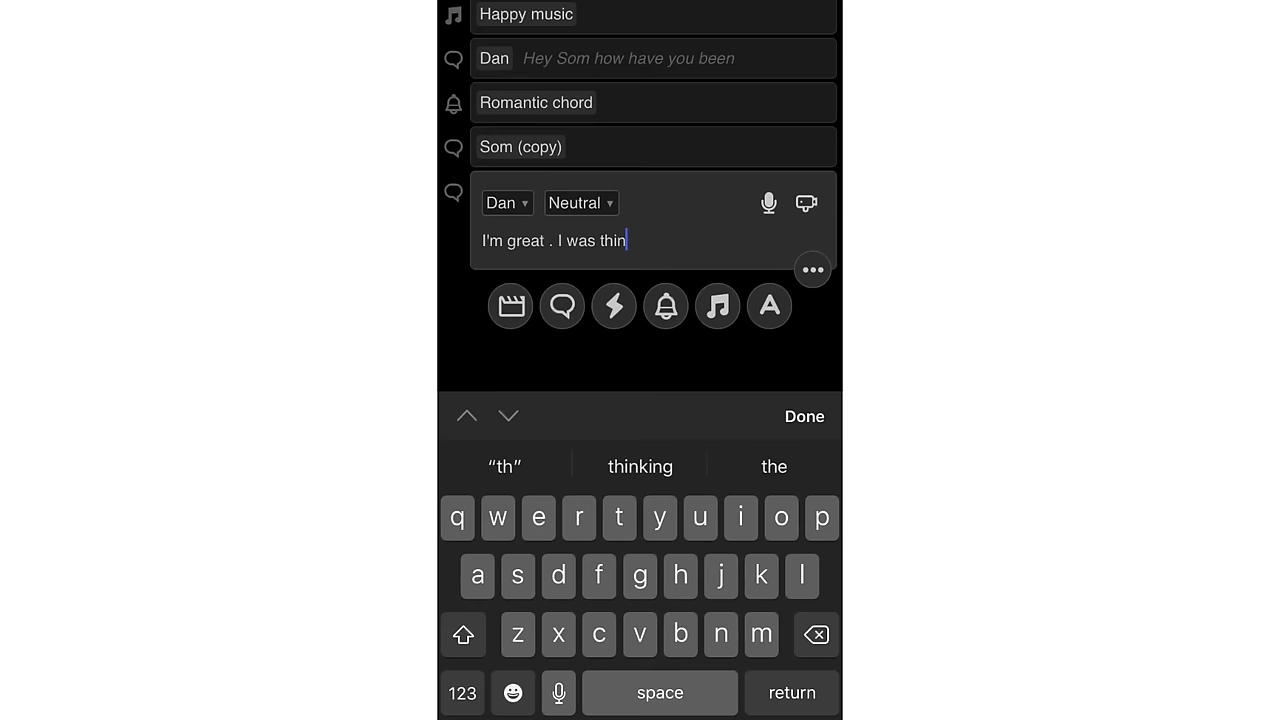 Happy music
Dan Hey Som how have you been
Romantic chord
Som (copy)
Dan ▾ Neutral ▾
I'm great . I was thin
Done
“th” thinking the
q w e r t y u i o p
a s d f g h j k l
z x c v b n m
123 space return